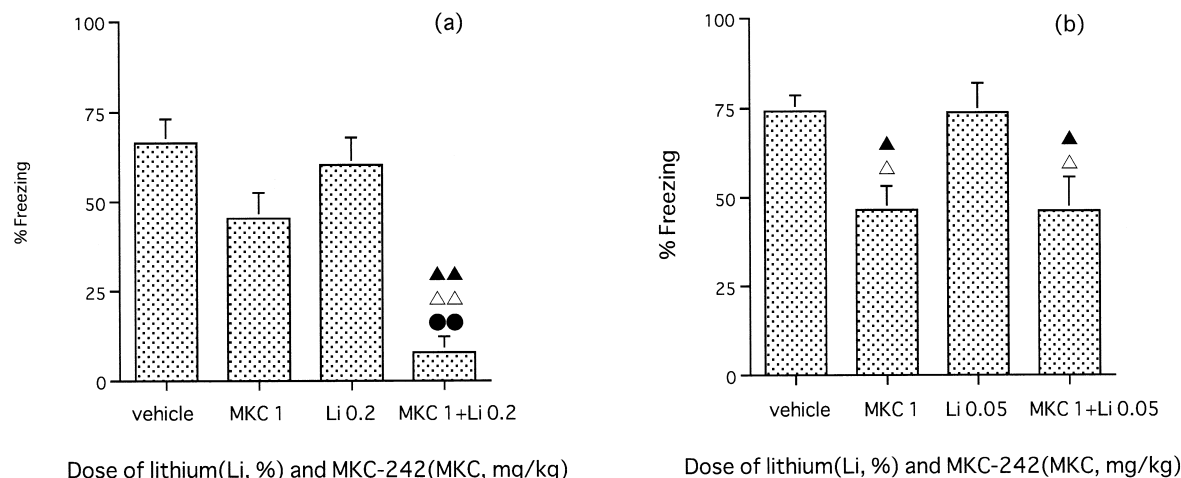 (a)
100
75
50
25
0
% Freezing
vehicle MKC 1 Li 0.2 MKC 1+Li 0.2
Dose of lithium(Li, %) and MKC-242(MKC, mg/kg)
(b)
100
75
50
25
0
% Freezing
vehicle MKC 1 Li 0.05 MKC 1+Li 0.05
Dose of lithium(Li, %) and MKC-242(MKC, mg/kg)